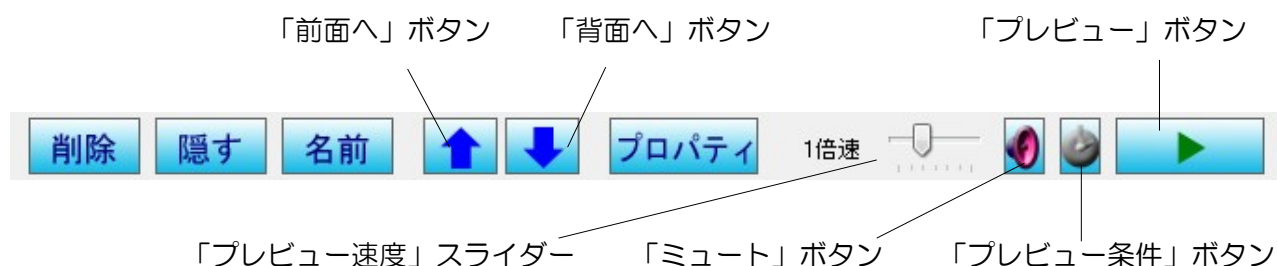 「前面へ」ボタン 「背面へ」ボタン 「プレビュー」ボタン
削除 隠す 名前 プロパティ 1倍速
「プレビュー速度」スライダー 「ミュート」ボタン 「プレビュー条件」ボタン